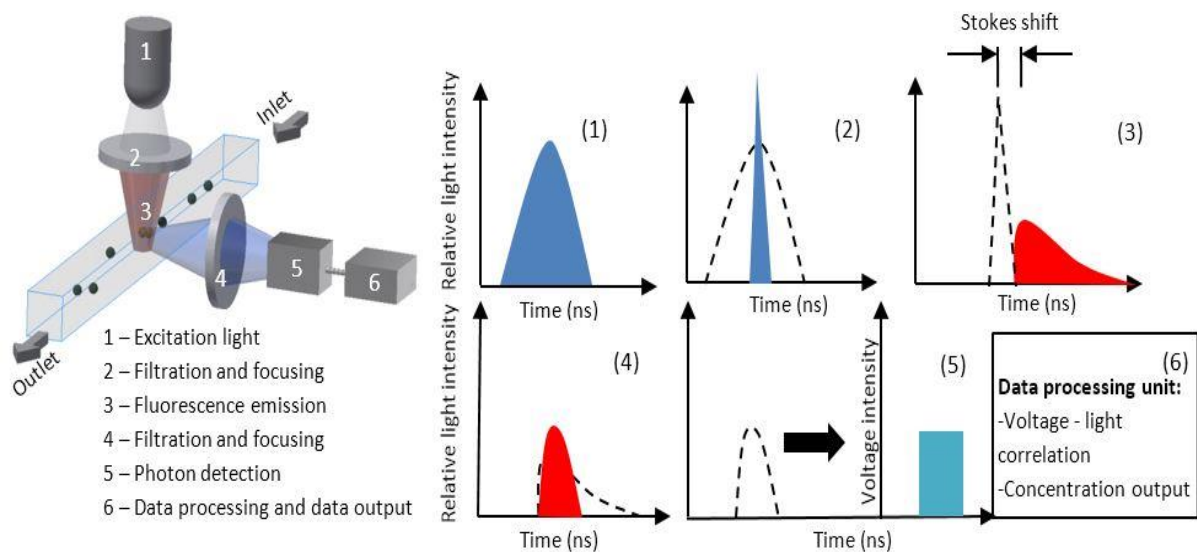 1
Inlet
2
3
4
5
6
Outlet
1 – Excitation light
2 – Filtration and focusing
3 – Fluorescence emission
4 – Filtration and focusing
5 – Photon detection
6 – Data processing and data output
Relative light intensity
(1)
Time (ns)
Relative light intensity
(2)
Time (ns)
Stokes shift
(3)
Time (ns)
Relative light intensity
(4)
Time (ns)
Voltage intensity
(5)
Time (ns)
(6)
Data processing unit:
-Voltage - light
correlation
-Concentration output